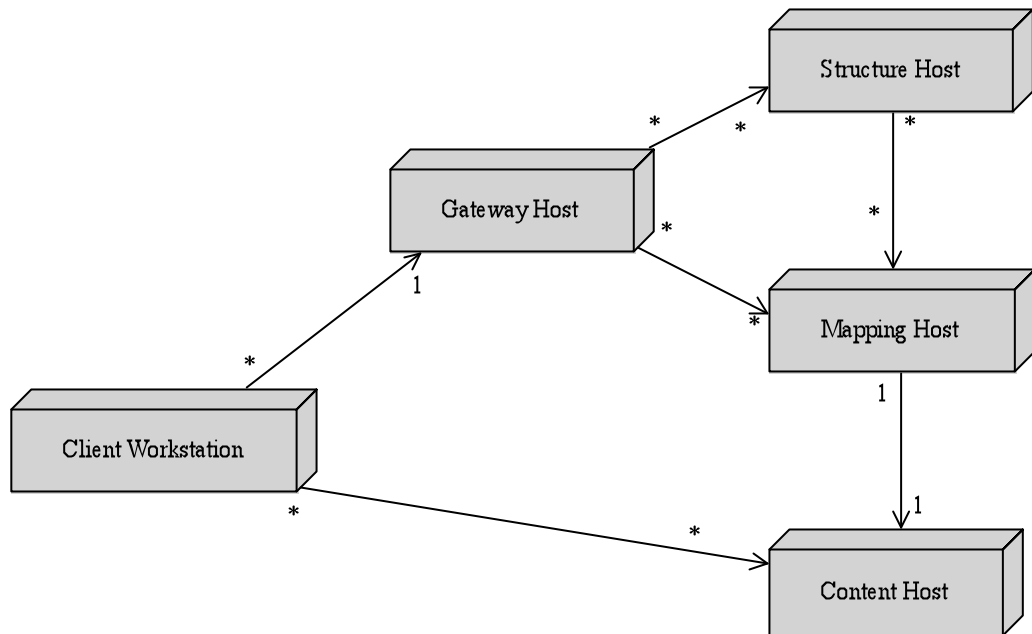 Structure Host
*
*
*
Gateway Host
*
*
1
*
Mapping Host
*
1
Client Workstation
*
*
1
Content Host